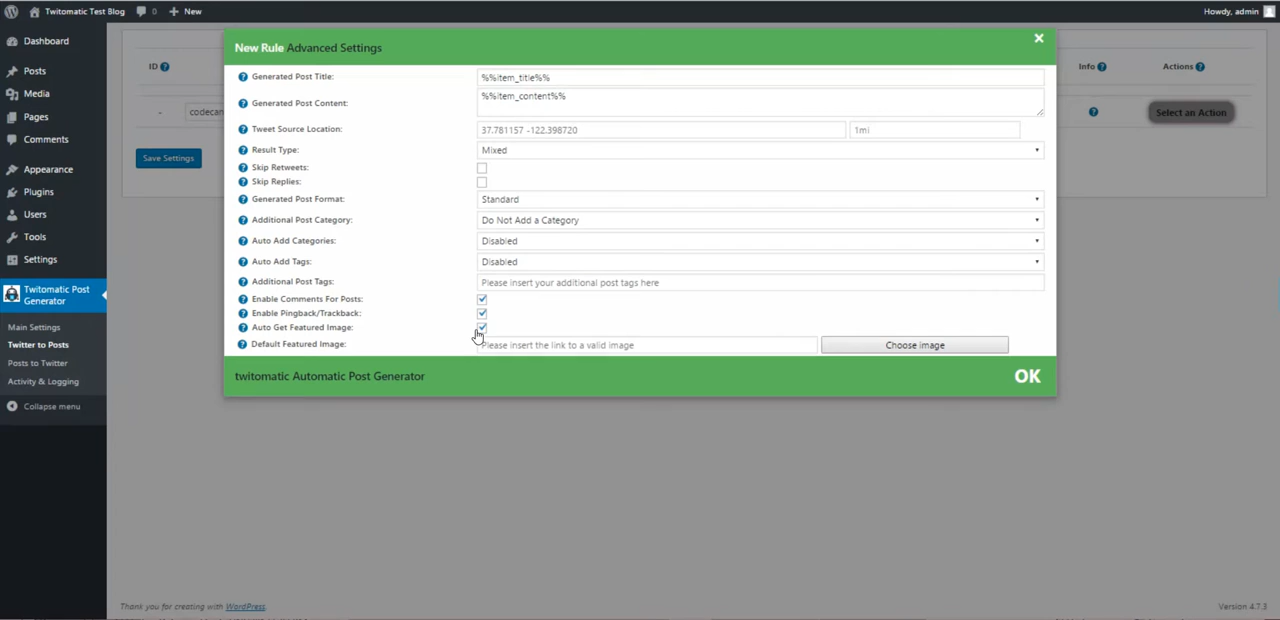 Twitomatic Test Blog 0 New Howdy, admin
Dashboard
Posts
Media
Pages
Comments
Appearance
Plugins
Users
Tools
Settings
Twitomatic Post Generator
Main Settings
Twitter to Posts
Posts to Twitter
Activity & Logging
Collapse menu
ID ?
- codecan
Save Settings
New Rule Advanced Settings ×
? Generated Post Title: %%item_title%%
? Generated Post Content: %%item_content%%
? Tweet Source Location: 37.781157 -122.398720 1mi
? Result Type: Mixed
? Skip Retweets:
? Skip Replies:
? Generated Post Format: Standard
? Additional Post Category: Do Not Add a Category
? Auto Add Categories: Disabled
? Auto Add Tags: Disabled
? Additional Post Tags: Please insert your additional post tags here
? Enable Comments For Posts:
? Enable Pingback/Trackback:
? Auto Get Featured Image:
? Default Featured Image: Please insert the link to a valid image Choose image
twitomatic Automatic Post Generator OK
Info ? Actions ?
? Select an Action
Thank you for creating with WordPress. Version 4.7.3